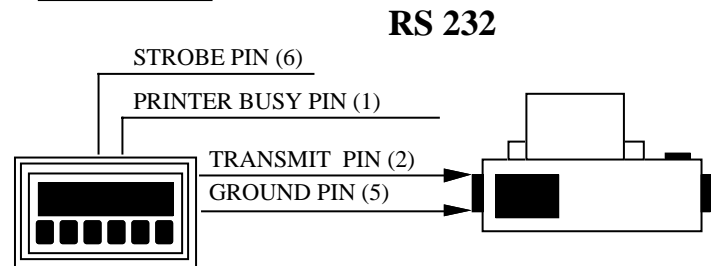 RS 232
STROBE PIN (6)
PRINTER BUSY PIN (1)
TRANSMIT PIN (2)
GROUND PIN (5)